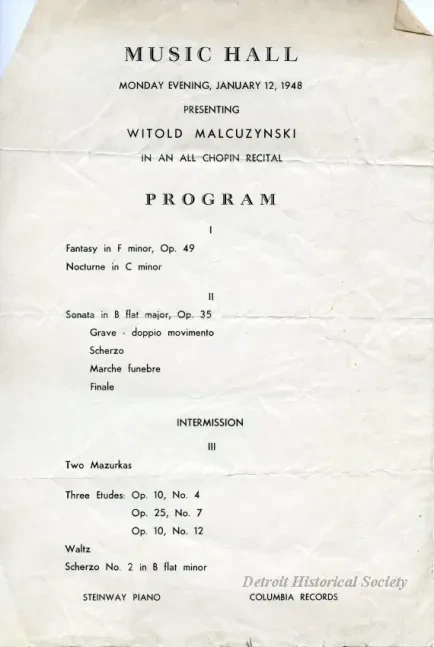 MUSIC HALL
MONDAY EVENING, JANUARY 12, 1948
PRESENTING
WITOLD MALCUZYNSKI
IN AN ALL CHOPIN RECITAL
PROGRAM
I
Fantasy in F minor, Op. 49
Nocturne in C minor
II
Sonata in B flat major, Op. 35
Grave - doppio movimento
Scherzo
Marche funebre
Finale
INTERMISSION
III
Two Mazurkas
Three Etudes: Op. 10, No. 4
Op. 25, No. 7
Op. 10, No. 12
Waltz
Scherzo No. 2 in B flat minor
Detroit Historical Society
STEINWAY PIANO COLUMBIA RECORDS